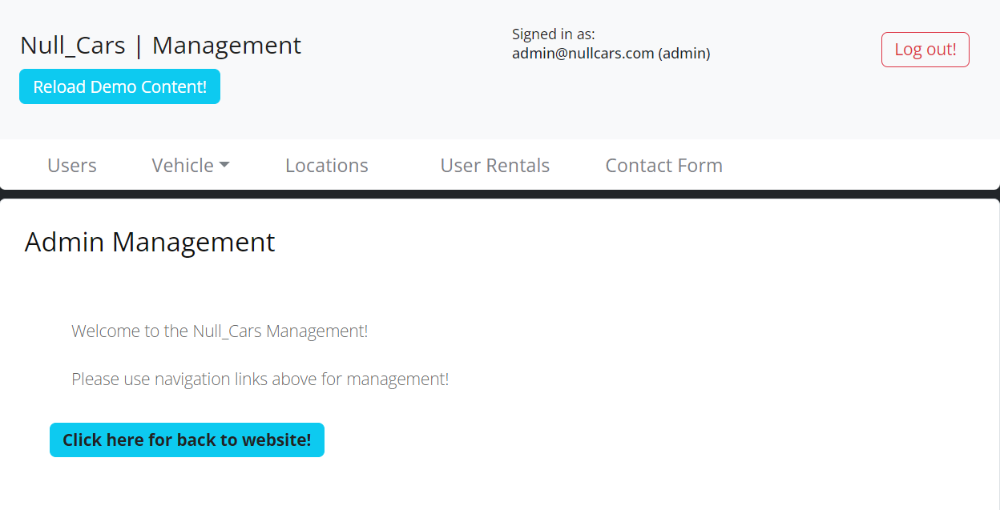 Null_Cars | Management
Reload Demo Content!
Signed in as:
admin@nullcars.com (admin)
Log out!
Users
Vehicle
Locations
User Rentals
Contact Form
Admin Management
Welcome to the Null_Cars Management!
Please use navigation links above for management!
Click here for back to website!